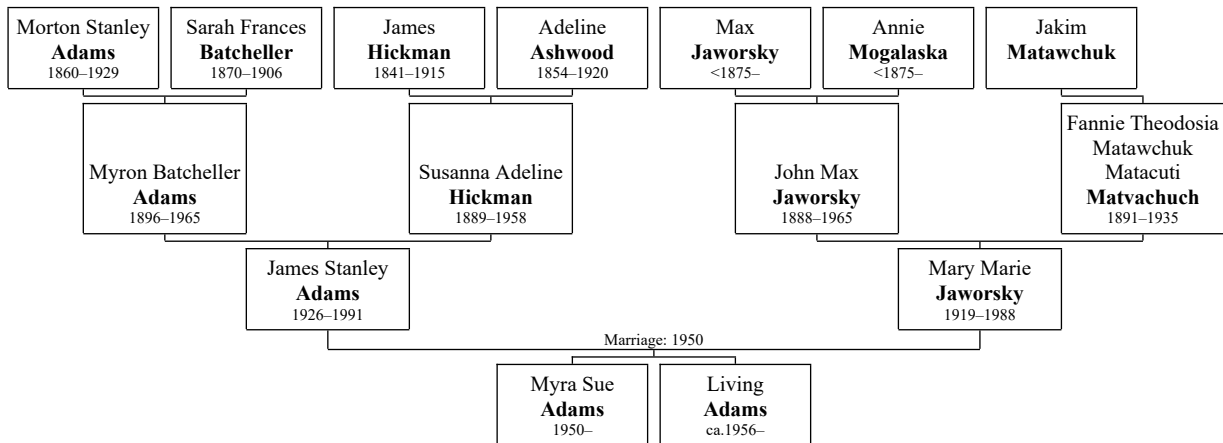 Morton Stanley
Adams
1860–1929
Sarah Frances
Batcheller
1870–1906
James
Hickman
1841–1915
Adeline
Ashwood
1854–1920
Max
Jaworsky
<1875–
Annie
Mogalaska
<1875–
Jakim
Matawchuk
Myron Batcheller
Adams
1896–1965
Susanna Adeline
Hickman
1889–1958
John Max
Jaworsky
1888–1965
Fannie Theodosia
Matawchuk
Matacuti
Matvachuch
1891–1935
James Stanley
Adams
1926–1991
Mary Marie
Jaworsky
1919–1988
Marriage: 1950
Myra Sue
Adams
1950–
Living
Adams
ca.1956–